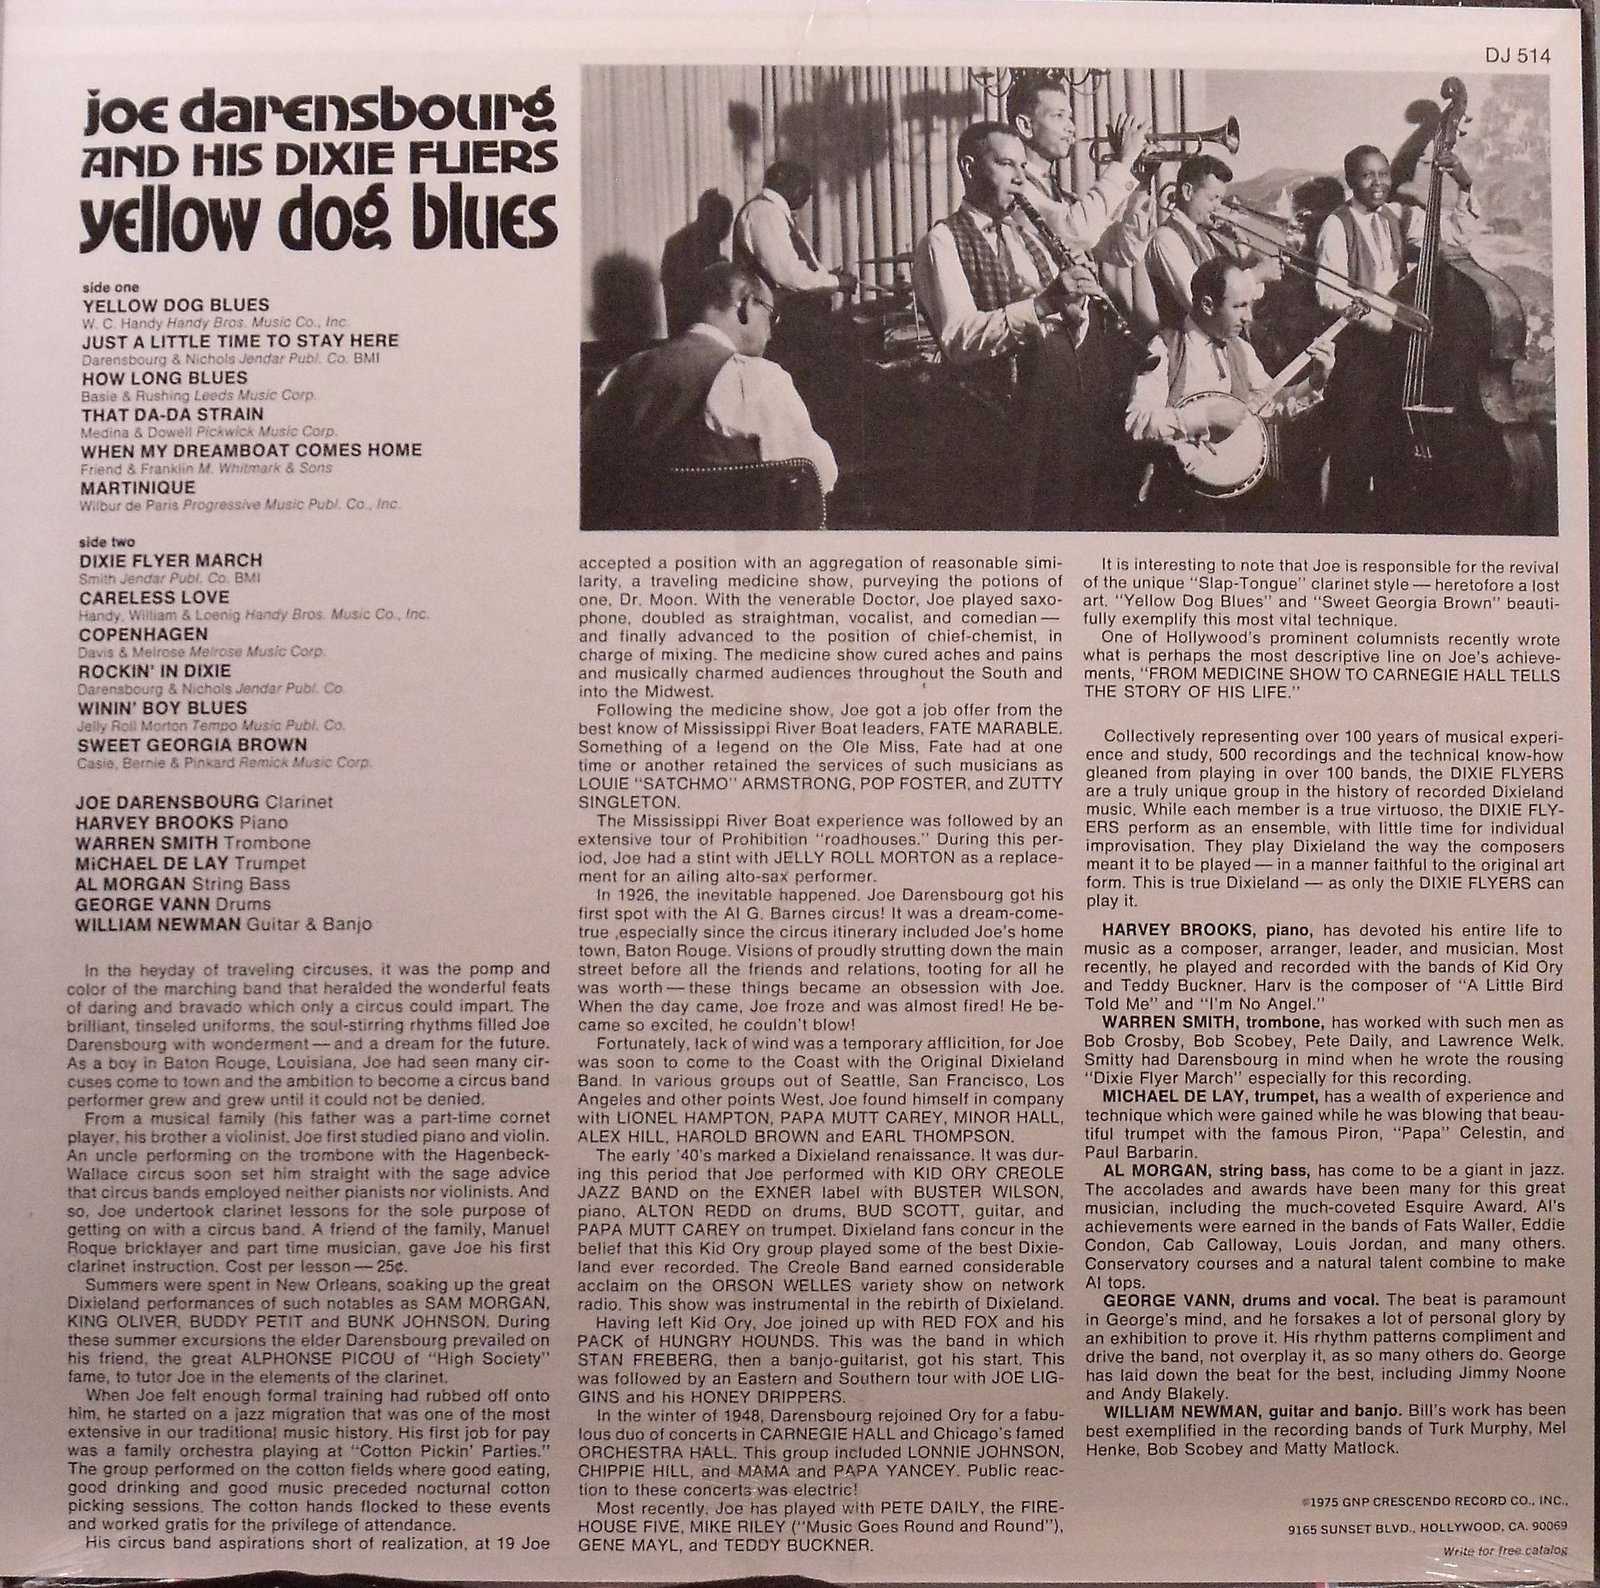 DJ 514
joe darensbourg
AND HIS DIXIE FLIERS
yellow dog blues
side one
YELLOW DOG BLUES
W. C. Handy Handy Bros. Music Co., Inc.
JUST A LITTLE TIME TO STAY HERE
Darensbourg & Nichols Jendar Publ. Co. BMI
HOW LONG BLUES
Basie & Rushing Leeds Music Corp.
THAT DA-DA STRAIN
Medina & Dowell Pickwick Music Corp.
WHEN MY DREAMBOAT COMES HOME
Friend & Franklin M. Whitmark & Sons
MARTINIQUE
Wilbur de Paris Progressive Music Publ. Co., Inc.
side two
DIXIE FLYER MARCH
Smith Jendar Publ. Co. BMI
CARELESS LOVE
Handy, William & Loenig Handy Bros. Music Co., Inc.
COPENHAGEN
Davis & Melrose Melrose Music Corp.
ROCKIN' IN DIXIE
Darensbourg & Nichols Jendar Publ. Co.
WININ' BOY BLUES
Jelly Roll Morton Tempo Music Publ. Co.
SWEET GEORGIA BROWN
Casie, Bernie & Pinkard Remick Music Corp.
JOE DARENSBOURG Clarinet
HARVEY BROOKS Piano
WARREN SMITH Trombone
MiCHAEL DE LAY Trumpet
AL MORGAN String Bass
GEORGE VANN Drums
WILLIAM NEWMAN Guitar & Banjo
In the heyday of traveling circuses, it was the pomp and
color of the marching band that heralded the wonderful feats
of daring and bravado which only a circus could impart. The
brilliant, tinseled uniforms, the soul-stirring rhythms filled Joe
Darensbourg with wonderment — and a dream for the future.
As a boy in Baton Rouge, Louisiana, Joe had seen many cir-
cuses come to town and the ambition to become a circus band
performer grew and grew until it could not be denied.
From a musical family (his father was a part-time cornet
player, his brother a violinist, Joe first studied piano and violin.
An uncle performing on the trombone with the Hagenbeck-
Wallace circus soon set him straight with the sage advice
that circus bands employed neither pianists nor violinists. And
so, Joe undertook clarinet lessons for the sole purpose of
getting on with a circus band. A friend of the family, Manuel
Roque bricklayer and part time musician, gave Joe his first
clarinet instruction. Cost per lesson — 25¢.
Summers were spent in New Orleans, soaking up the great
Dixieland performances of such notables as SAM MORGAN,
KING OLIVER, BUDDY PETIT and BUNK JOHNSON. During
these summer excursions the elder Darensbourg prevailed on
his friend, the great ALPHONSE PICOU of "High Society"
fame, to tutor Joe in the elements of the clarinet.
When Joe felt enough formal training had rubbed off onto
him, he started on a jazz migration that was one of the most
extensive in our traditional music history. His first job for pay
was a family orchestra playing at "Cotton Pickin' Parties."
The group performed on the cotton fields where good eating,
good drinking and good music preceded nocturnal cotton
picking sessions. The cotton hands flocked to these events
and worked gratis for the privilege of attendance.
His circus band aspirations short of realization, at 19 Joe
accepted a position with an aggregation of reasonable simi-
larity, a traveling medicine show, purveying the potions of
one, Dr. Moon. With the venerable Doctor, Joe played saxo-
phone, doubled as straightman, vocalist, and comedian —
and finally advanced to the position of chief-chemist, in
charge of mixing. The medicine show cured aches and pains
and musically charmed audiences throughout the South and
into the Midwest.
Following the medicine show, Joe got a job offer from the
best know of Mississippi River Boat leaders, FATE MARABLE.
Something of a legend on the Ole Miss, Fate had at one
time or another retained the services of such musicians as
LOUIE "SATCHMO" ARMSTRONG, POP FOSTER, and ZUTTY
SINGLETON.
The Mississippi River Boat experience was followed by an
extensive tour of Prohibition "roadhouses." During this per-
iod, Joe had a stint with JELLY ROLL MORTON as a replace-
ment for an ailing alto-sax performer.
In 1926, the inevitable happened. Joe Darensbourg got his
first spot with the Al G. Barnes circus! It was a dream-come-
true ,especially since the circus itinerary included Joe's home
town, Baton Rouge. Visions of proudly strutting down the main
street before all the friends and relations, tooting for all he
was worth — these things became an obsession with Joe.
When the day came, Joe froze and was almost fired! He be-
came so excited, he couldn't blow!
Fortunately, lack of wind was a temporary afflicition, for Joe
was soon to come to the Coast with the Original Dixieland
Band. In various groups out of Seattle, San Francisco, Los
Angeles and other points West, Joe found himself in company
with LIONEL HAMPTON, PAPA MUTT CAREY, MINOR HALL,
ALEX HILL, HAROLD BROWN and EARL THOMPSON.
The early '40's marked a Dixieland renaissance. It was dur-
ing this period that Joe performed with KID ORY CREOLE
JAZZ BAND on the EXNER label with BUSTER WILSON,
piano, ALTON REDD on drums, BUD SCOTT, guitar, and
PAPA MUTT CAREY on trumpet. Dixieland fans concur in the
belief that this Kid Ory group played some of the best Dixie-
land ever recorded. The Creole Band earned considerable
acclaim on the ORSON WELLES variety show on network
radio. This show was instrumental in the rebirth of Dixieland.
Having left Kid Ory, Joe joined up with RED FOX and his
PACK of HUNGRY HOUNDS. This was the band in which
STAN FREBERG, then a banjo-guitarist, got his start. This
was followed by an Eastern and Southern tour with JOE LIG-
GINS and his HONEY DRIPPERS.
In the winter of 1948, Darensbourg rejoined Ory for a fabu-
lous duo of concerts in CARNEGIE HALL and Chicago's famed
ORCHESTRA HALL. This group included LONNIE JOHNSON,
CHIPPIE HILL, and MAMA and PAPA YANCEY. Public reac-
tion to these concerts was electric!
Most recently, Joe has played with PETE DAILY, the FIRE-
HOUSE FIVE, MIKE RILEY ("Music Goes Round and Round"),
GENE MAYL, and TEDDY BUCKNER.
It is interesting to note that Joe is responsible for the revival
of the unique "Slap-Tongue" clarinet style — heretofore a lost
art. "Yellow Dog Blues" and "Sweet Georgia Brown" beauti-
fully exemplify this most vital technique.
One of Hollywood's prominent columnists recently wrote
what is perhaps the most descriptive line on Joe's achieve-
ments, "FROM MEDICINE SHOW TO CARNEGIE HALL TELLS
THE STORY OF HIS LIFE."
Collectively representing over 100 years of musical experi-
ence and study, 500 recordings and the technical know-how
gleaned from playing in over 100 bands, the DIXIE FLYERS
are a truly unique group in the history of recorded Dixieland
music. While each member is a true virtuoso, the DIXIE FLY-
ERS perform as an ensemble, with little time for individual
improvisation. They play Dixieland the way the composers
meant it to be played — in a manner faithful to the original art
form. This is true Dixieland — as only the DIXIE FLYERS can
play it.
HARVEY BROOKS, piano, has devoted his entire life to
music as a composer, arranger, leader, and musician. Most
recently, he played and recorded with the bands of Kid Ory
and Teddy Buckner. Harv is the composer of "A Little Bird
Told Me" and "I'm No Angel."
WARREN SMITH, trombone, has worked with such men as
Bob Crosby, Bob Scobey, Pete Daily, and Lawrence Welk.
Smitty had Darensbourg in mind when he wrote the rousing
"Dixie Flyer March" especially for this recording.
MICHAEL DE LAY, trumpet, has a wealth of experience and
technique which were gained while he was blowing that beau-
tiful trumpet with the famous Piron, "Papa" Celestin, and
Paul Barbarin.
AL MORGAN, string bass, has come to be a giant in jazz.
The accolades and awards have been many for this great
musician, including the much-coveted Esquire Award. Al's
achievements were earned in the bands of Fats Waller, Eddie
Condon, Cab Calloway, Louis Jordan, and many others.
Conservatory courses and a natural talent combine to make
Al tops.
GEORGE VANN, drums and vocal. The beat is paramount
in George's mind, and he forsakes a lot of personal glory by
an exhibition to prove it. His rhythm patterns compliment and
drive the band, not overplay it, as so many others do. George
has laid down the beat for the best, including Jimmy Noone
and Andy Blakely.
WILLIAM NEWMAN, guitar and banjo. Bill's work has been
best exemplified in the recording bands of Turk Murphy, Mel
Henke, Bob Scobey and Matty Matlock.
©1975 GNP CRESCENDO RECORD CO., INC.,
9165 SUNSET BLVD., HOLLYWOOD, CA. 90069
Write for free catalog